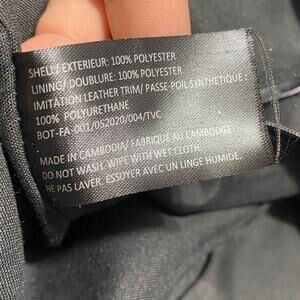 SHELL/EXTERIEUR: 100% POLYESTER
LINING/DOUBLURE: 100% POLYESTER
IMITATION LEATHER TRIM/ PASSE-POIL SYNTHETIQUE :
100% POLYURETHANE
BOT-FA-001/052020/004/TVC
MADE IN CAMBODIA/ FABRIQUE AU CAMBODGE
DO NOT WASH. WIPE WITH WET CLOTH.
NE PAS LAVER. ESSUYER AVEC UN LINGE HUMIDE.